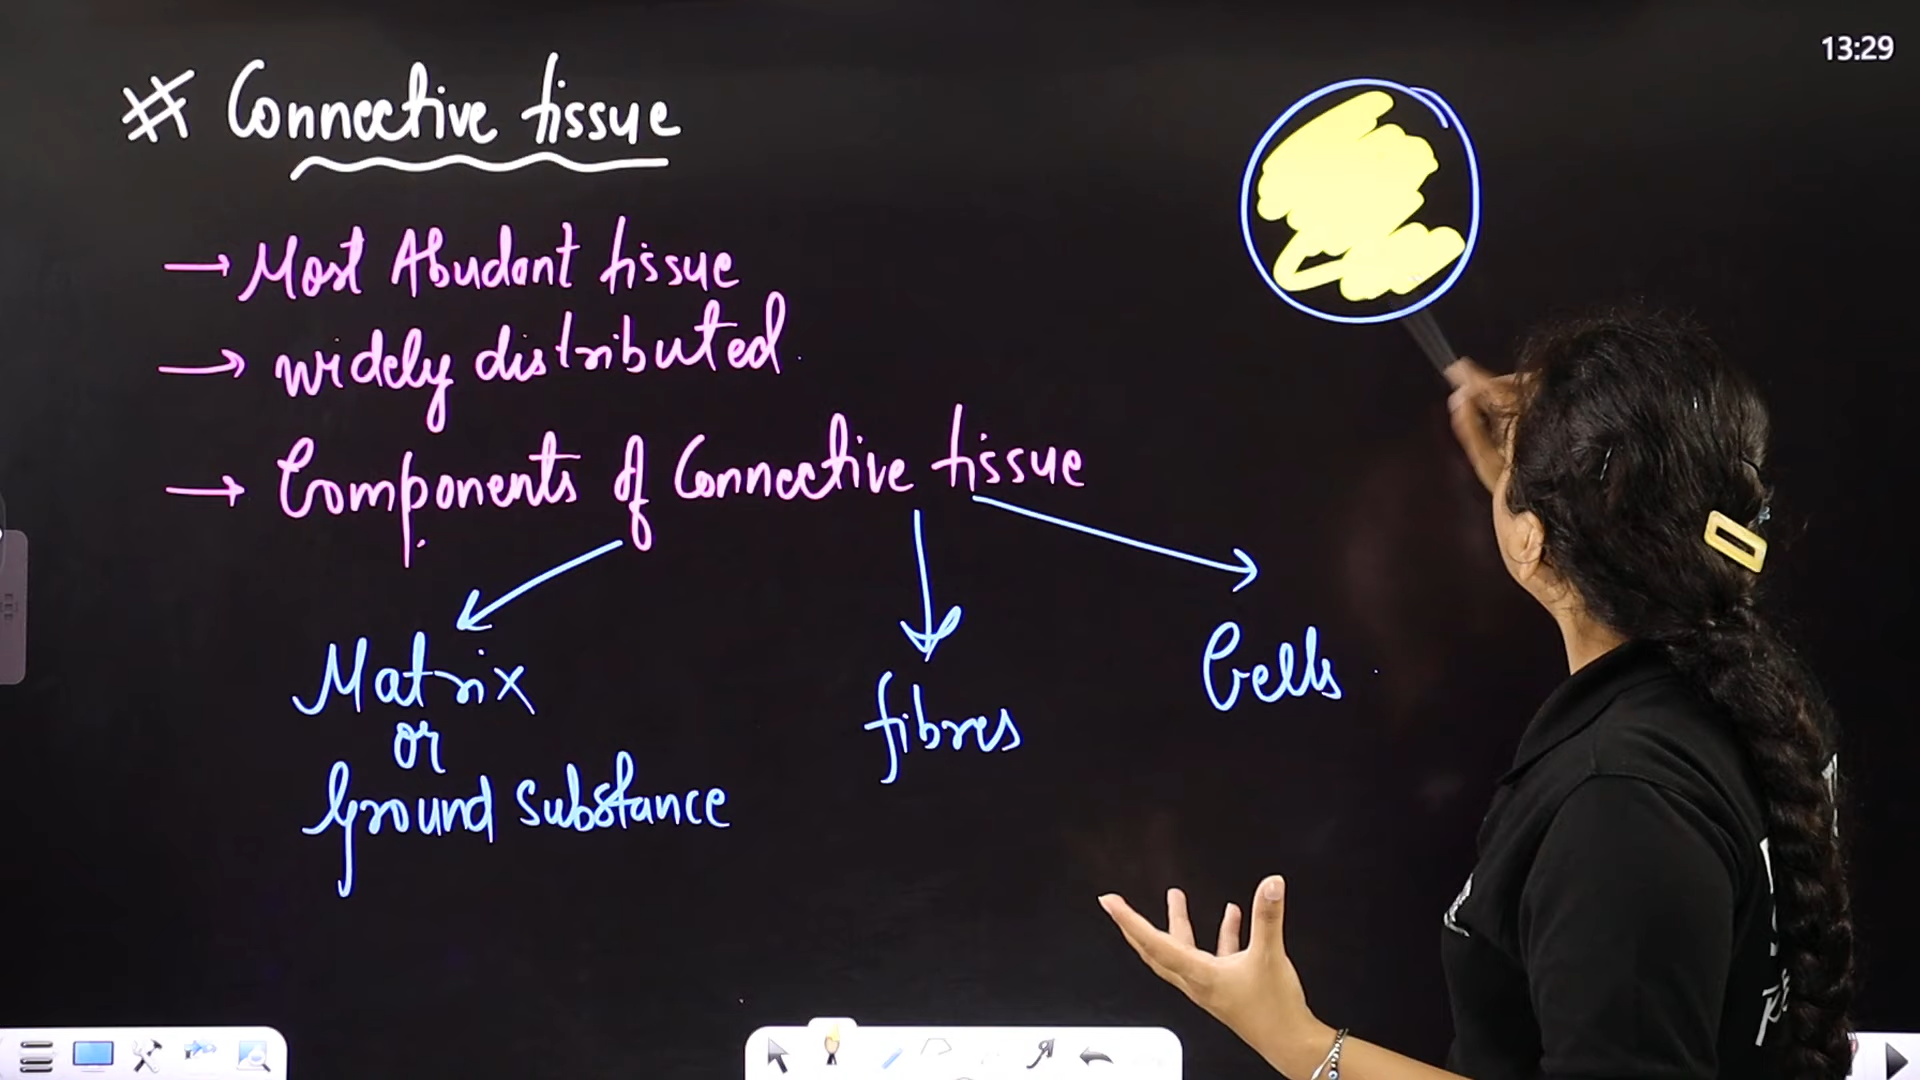 13:29
# Connective tissue
→ Most Abudant tissue
→ widely distributed
→ Components of Connective tissue
Matrix
or
Ground substance
fibres
Cells